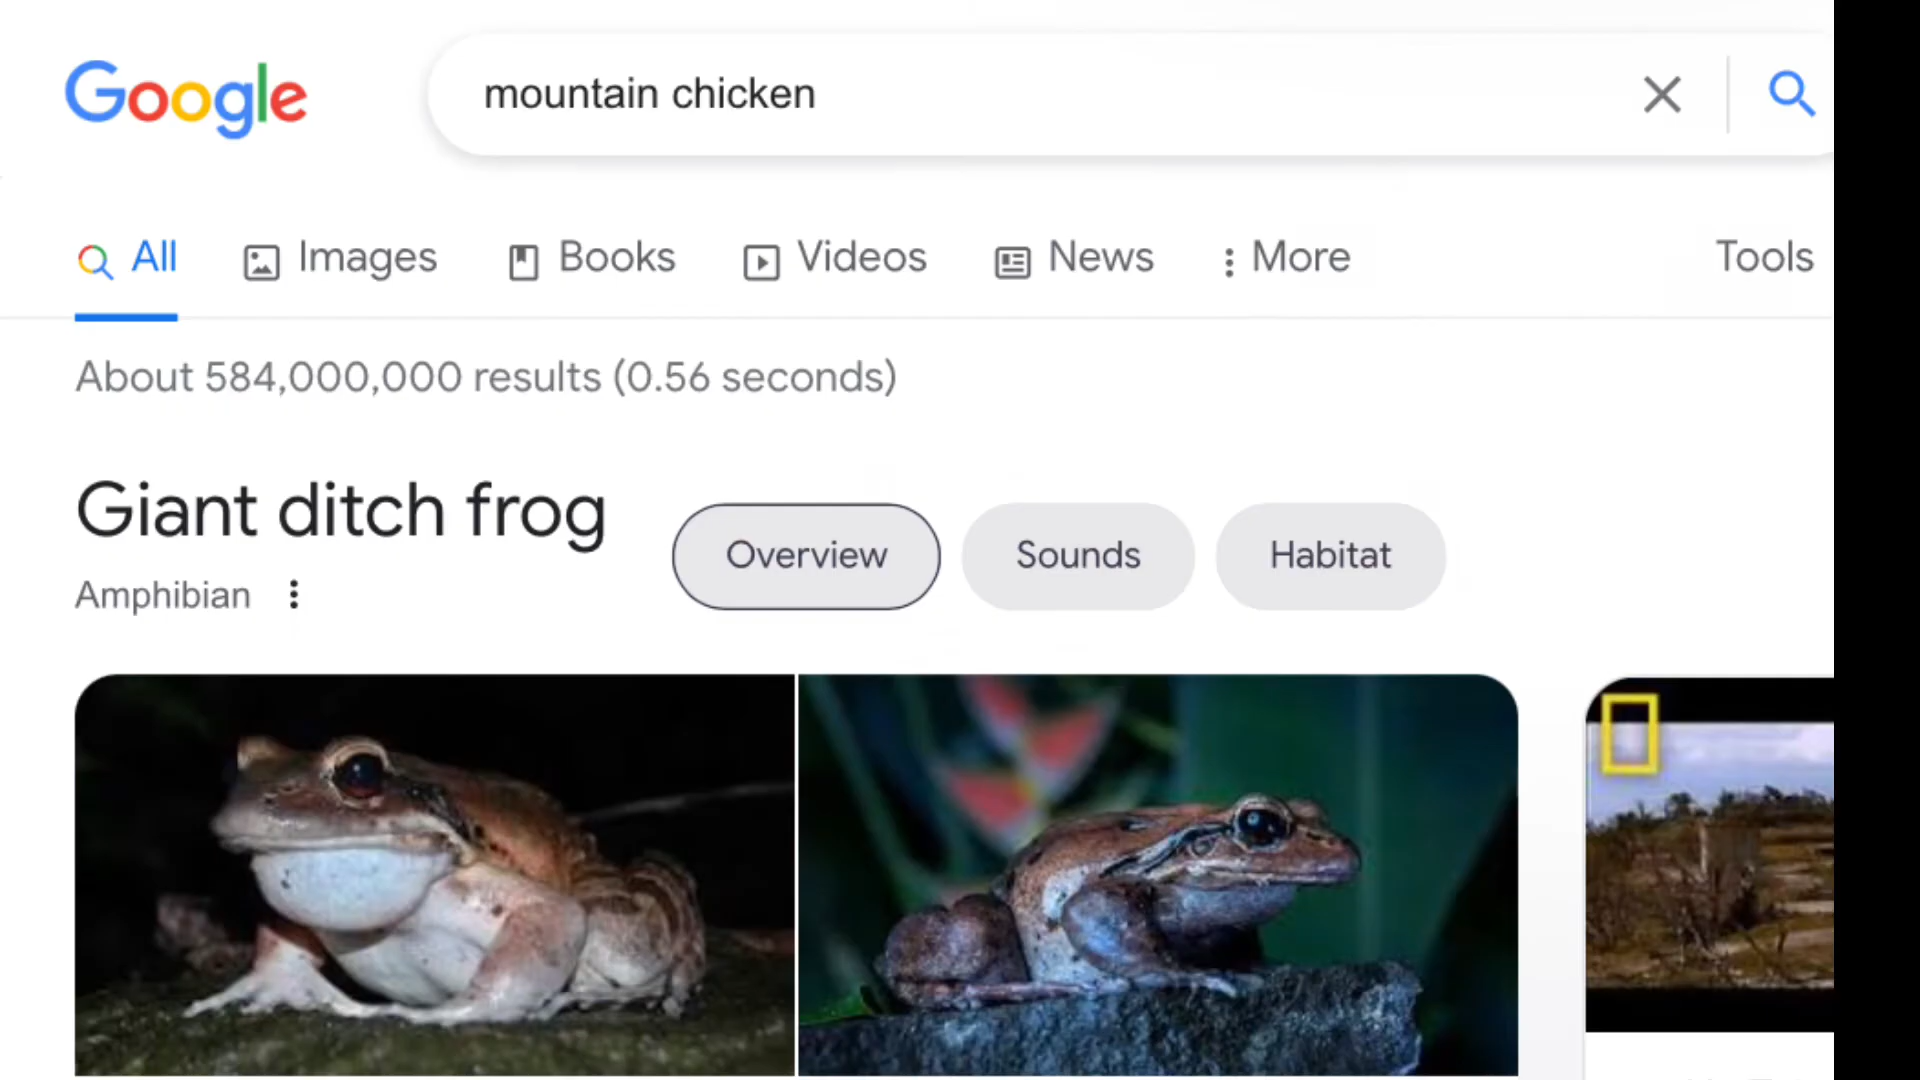 Google
mountain chicken
All Images Books Videos News More Tools
About 584,000,000 results (0.56 seconds)
Giant ditch frog
Overview Sounds Habitat
Amphibian